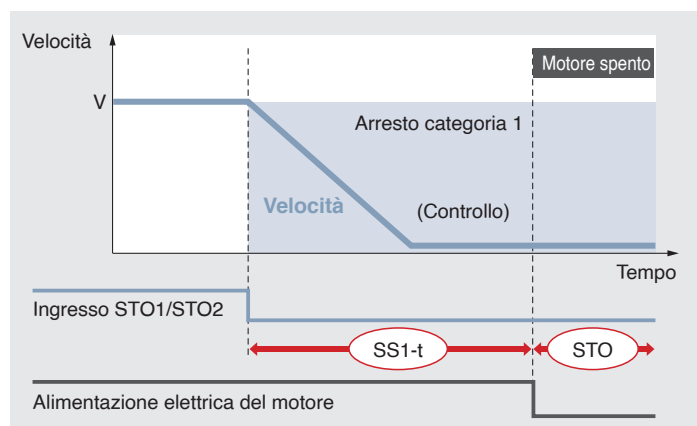 Velocità
Motore spento
V
Arresto categoria 1
Velocità
(Controllo)
Tempo
Ingresso STO1/STO2
SS1-t
STO
Alimentazione elettrica del motore